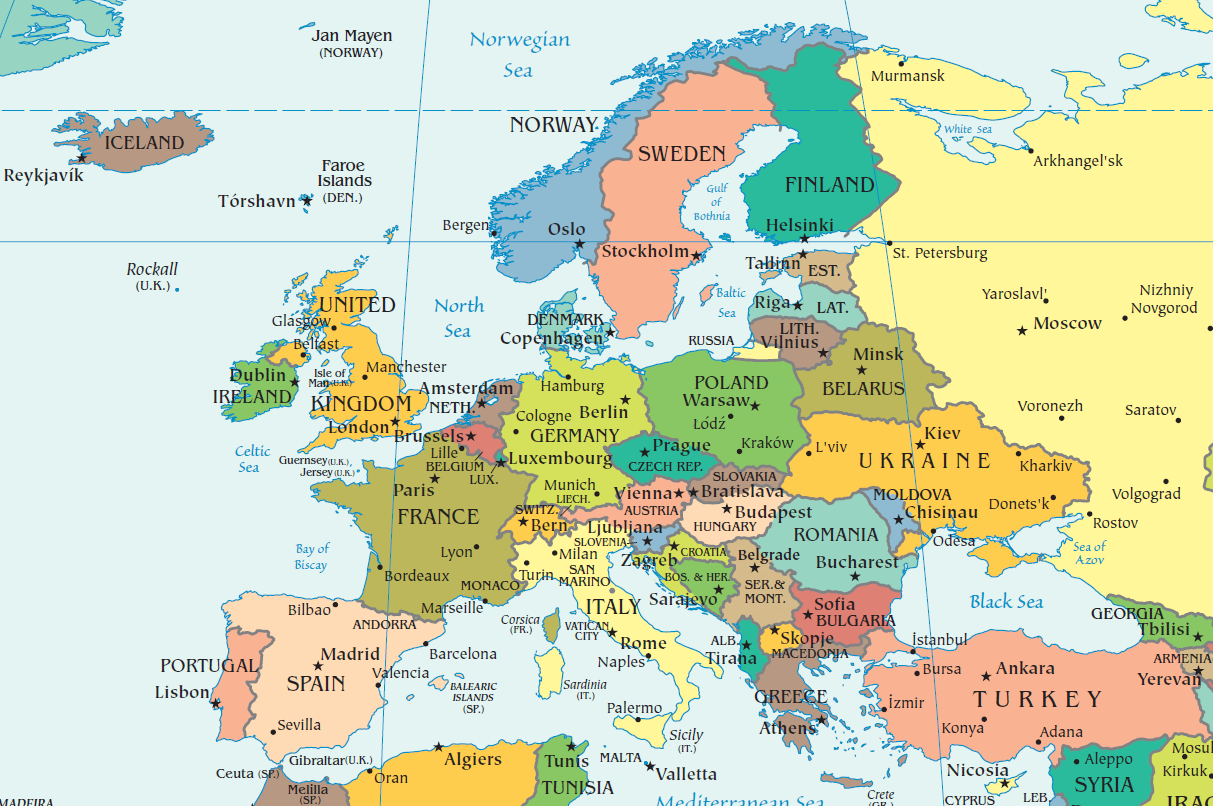 Jan Mayen
(NORWAY)
Norwegian
Sea
Murmansk
White Sea
Arkhangel'sk
ICELAND
Reykjavík
NORWAY
SWEDEN
FINLAND
Faroe
Islands
(DEN.)
Tórshavn
Gulf
of
Bothnia
Bergen
Oslo
Helsinki
Stockholm
Tallinn
EST.
St. Petersburg
Rockall
(U.K.)
Yaroslavl'
Nizhniy
Novgorod
Moscow
North
Sea
Baltic
Sea
Riga
LAT.
UNITED
KINGDOM
Glasgow
Belfast
DENMARK
Copenhagen
LITH.
Vilnius
RUSSIA
Minsk
BELARUS
Dublin
IRELAND
Isle of
Man (U.K.)
Manchester
Amsterdam
NETH.
Hamburg
POLAND
Warsaw
Łódź
Voronezh
Saratov
London
Brussels
Cologne
Berlin
GERMANY
Kraków
Celtic
Sea
Guernsey (U.K.)
Jersey (U.K.)
Lille
BELGIUM
LUX.
Luxembourg
Prague
CZECH REP.
L'viv
Kiev
UKRAINE
Kharkiv
Volgograd
Donets'k
Rostov
Paris
FRANCE
Munich
LIECH.
SWITZ.
Bern
Vienna
AUSTRIA
SLOVAKIA
Bratislava
Budapest
HUNGARY
MOLDOVA
Chisinau
Odesa
Sea of
Azov
Bay of
Biscay
Lyon
Bordeaux
Ljubljana
SLOVENIA
Zagreb
CROATIA
Belgrade
ROMANIA
Bucharest
Milan
Turin
SAN
MARINO
MONACO
Marseille
BOS. & HER.
Sarajevo
SER.&
MONT.
Black Sea
Bilbao
ANDORRA
Corsica
(FR.)
ITALY
VATICAN
CITY
Rome
Naples
Sofia
BULGARIA
GEORGIA
Tbilisi
PORTUGAL
Lisbon
Madrid
SPAIN
Barcelona
Valencia
BALEARIC
ISLANDS
(SP.)
Sardinia
(IT.)
ALB.
Tirana
Skopje
MACEDONIA
İstanbul
Bursa
Ankara
ARMENIA
Yerevan
TURKEY
İzmir
Konya
Adana
Sevilla
Palermo
Sicily
(IT.)
GREECE
Athens
Gibraltar (U.K.)
Ceuta (SP.)
Melilla
(SP.)
Oran
Algiers
Tunis
TUNISIA
MALTA
Valletta
Mediterranean Sea
Crete
(GR.)
Nicosia
CYPRUS
LEB.
Aleppo
SYRIA
Mosul
Kirkuk
IRAQ
MADEIRA